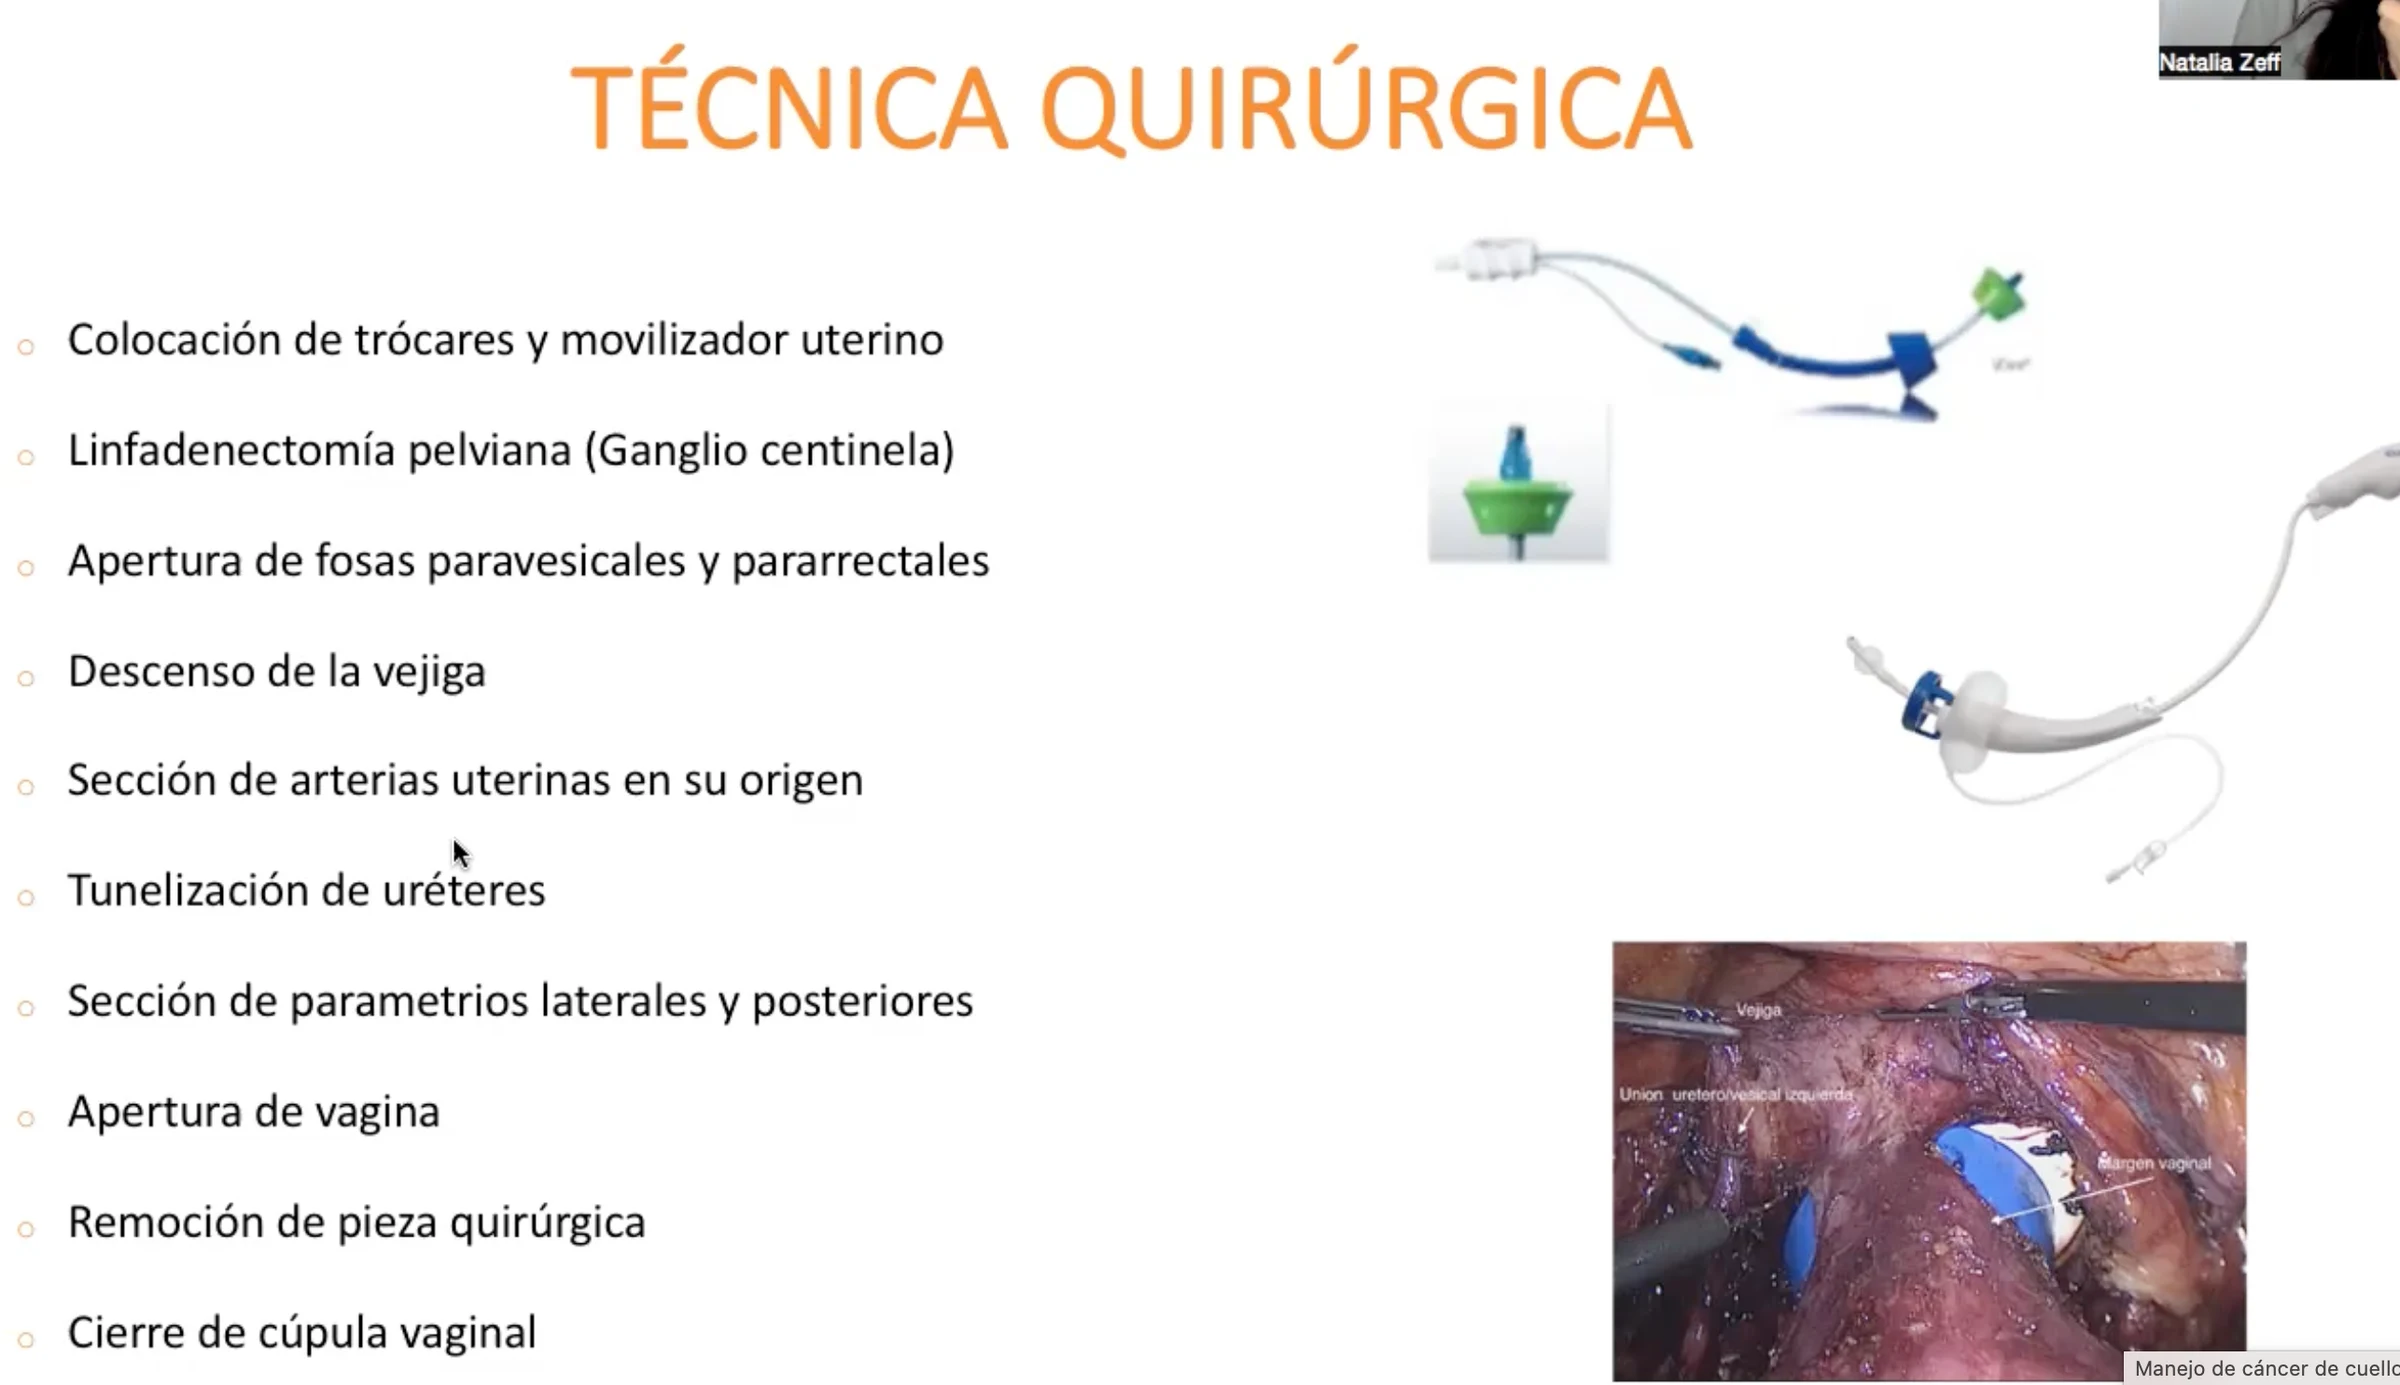 Natalia Zeff
TÉCNICA QUIRÚRGICA
Colocación de trócares y movilizador uterino
Linfadenectomía pelviana (Ganglio centinela)
Apertura de fosas paravesicales y pararrectales
Descenso de la vejiga
Sección de arterias uterinas en su origen
Tunelización de uréteres
Sección de parametrios laterales y posteriores
Apertura de vagina
Remoción de pieza quirúrgica
Cierre de cúpula vaginal
Vejiga
Union uretero/vesical izquierda
Margen vaginal
Manejo de cáncer de cuello